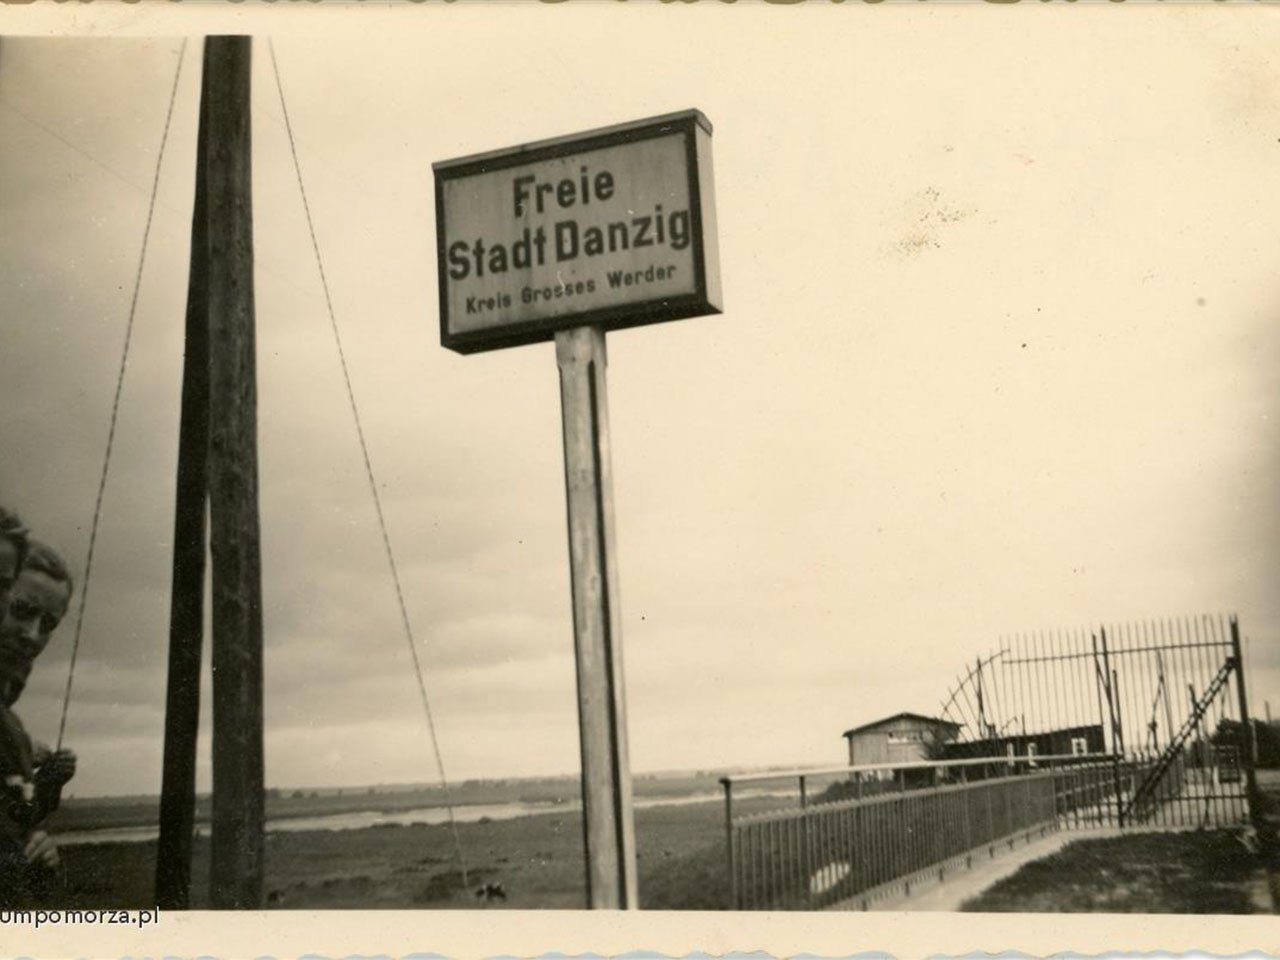 Freie
Stadt Danzig
Kreis Grosses Werder
umpomorza.pl